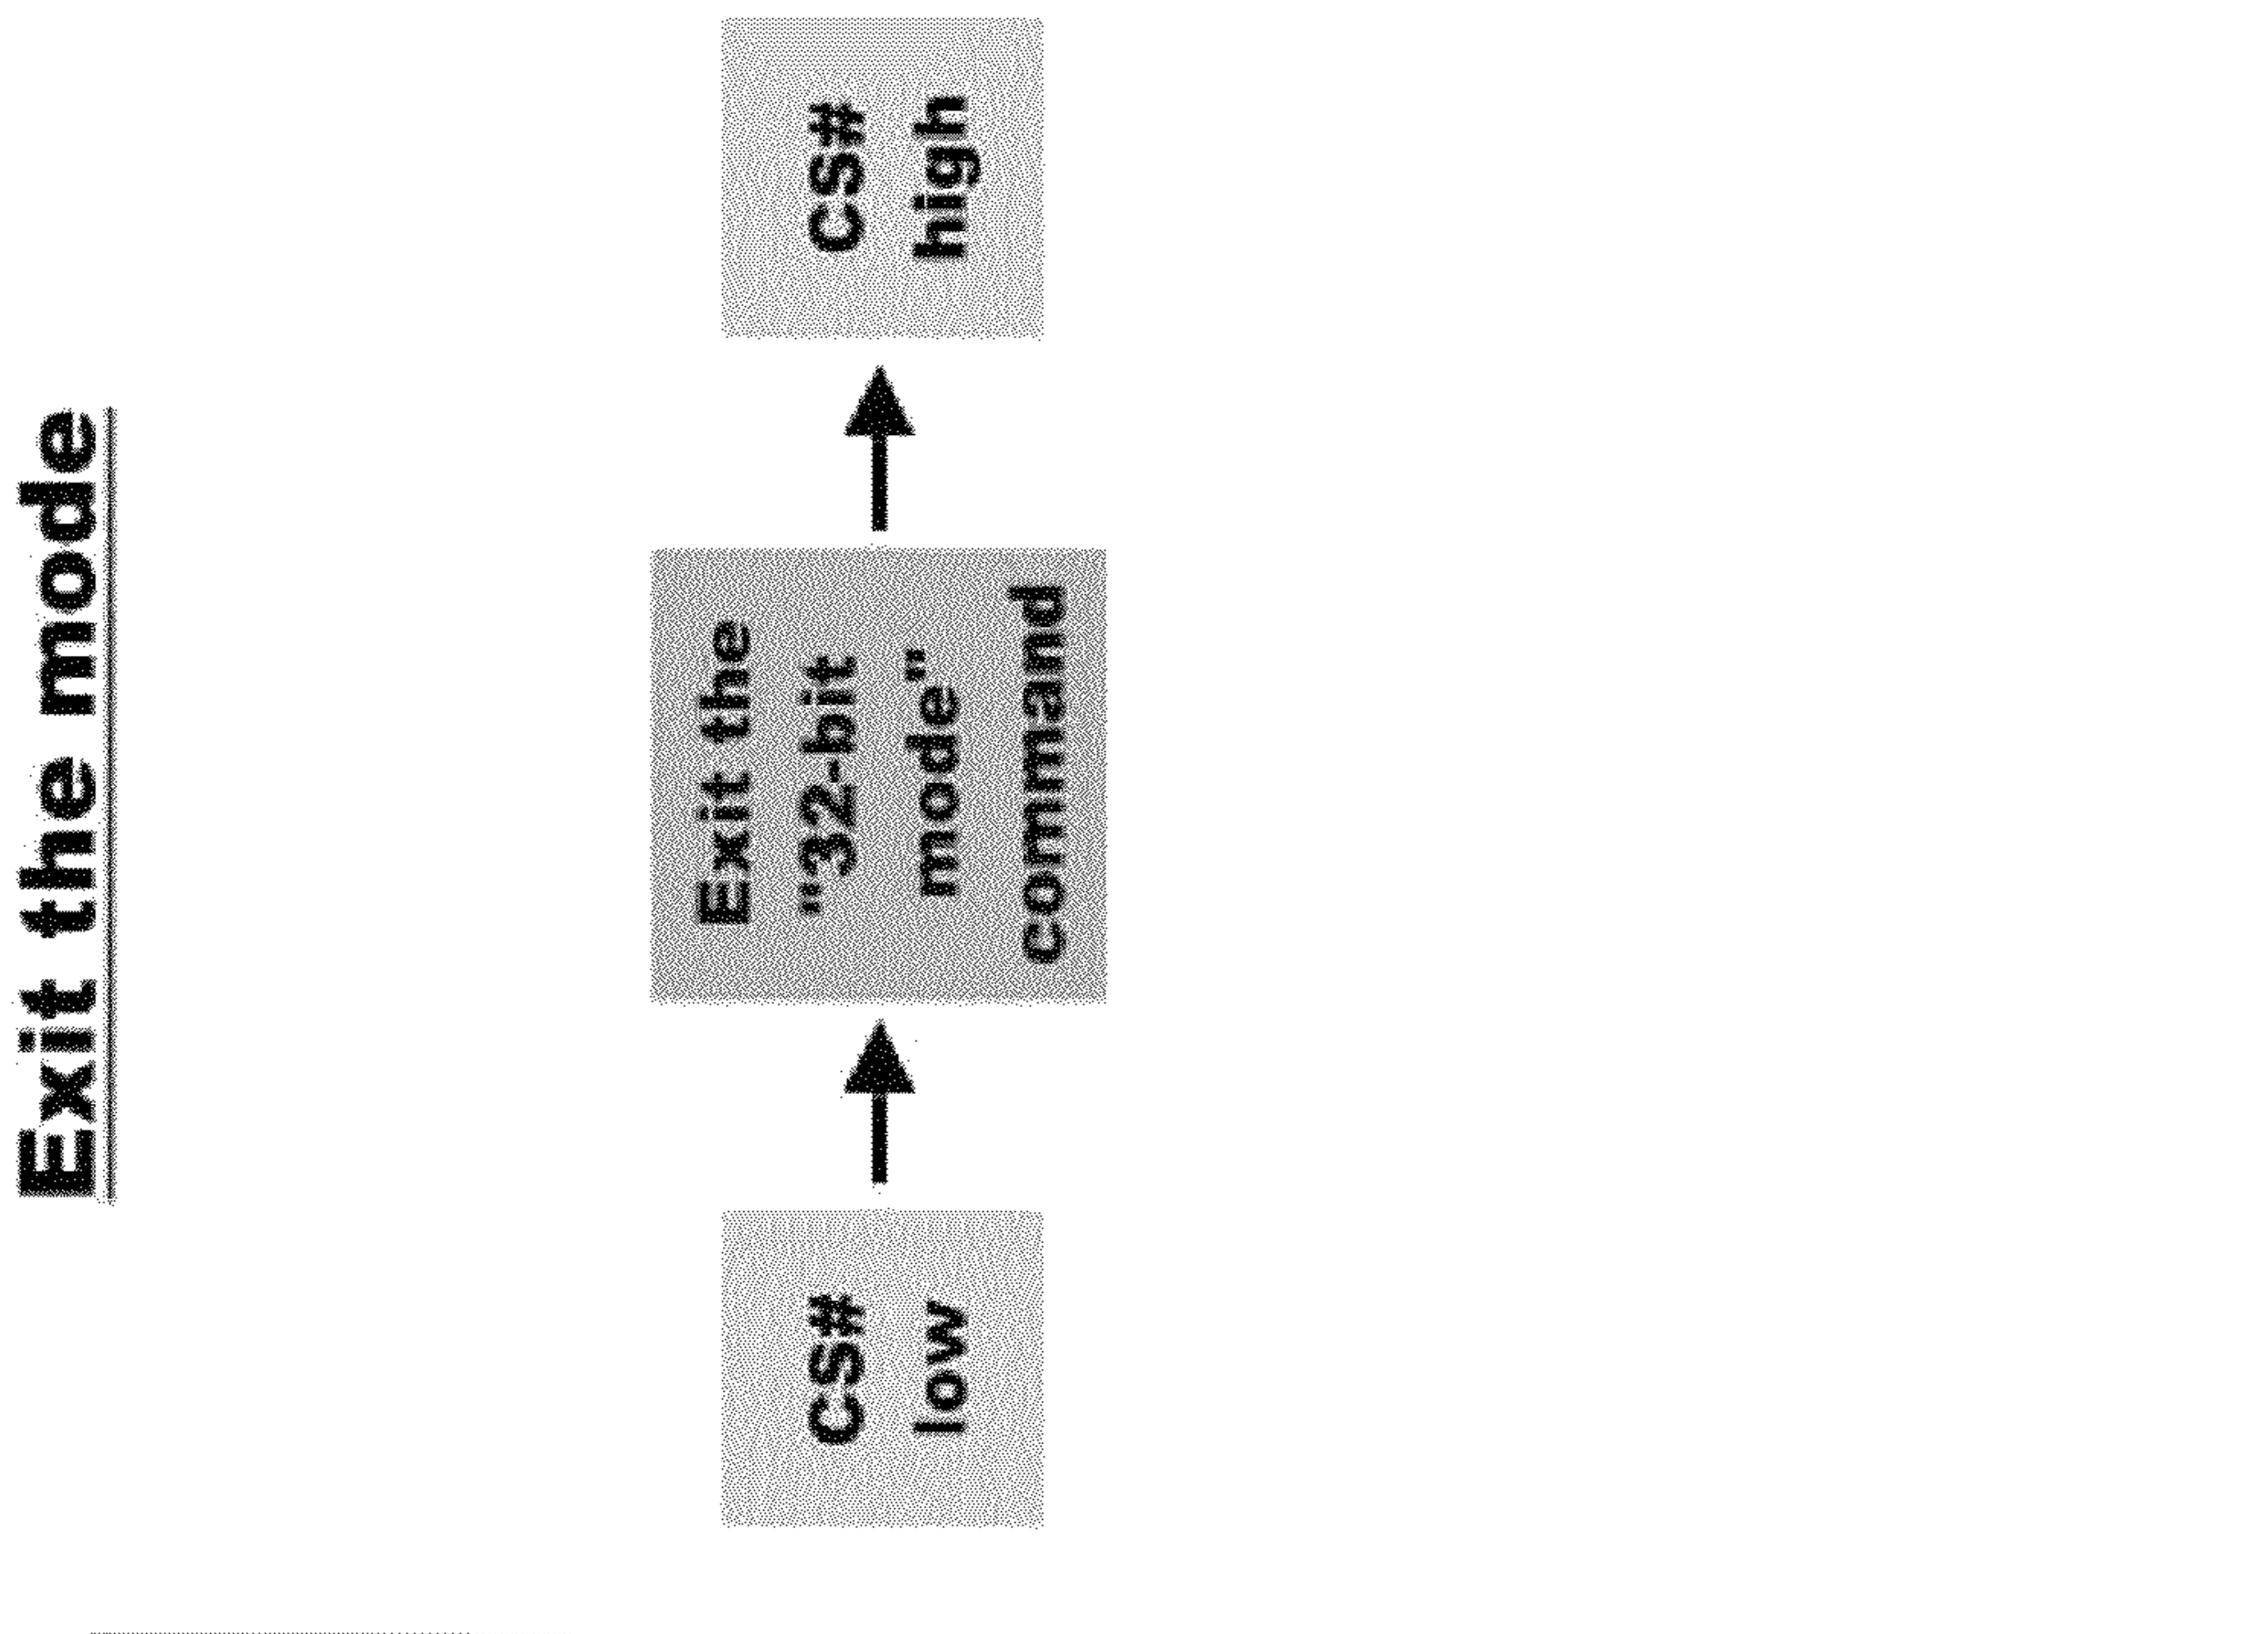 Exit the mode
CS#
low
Exit the
"32-bit
mode"
command
CS#
high